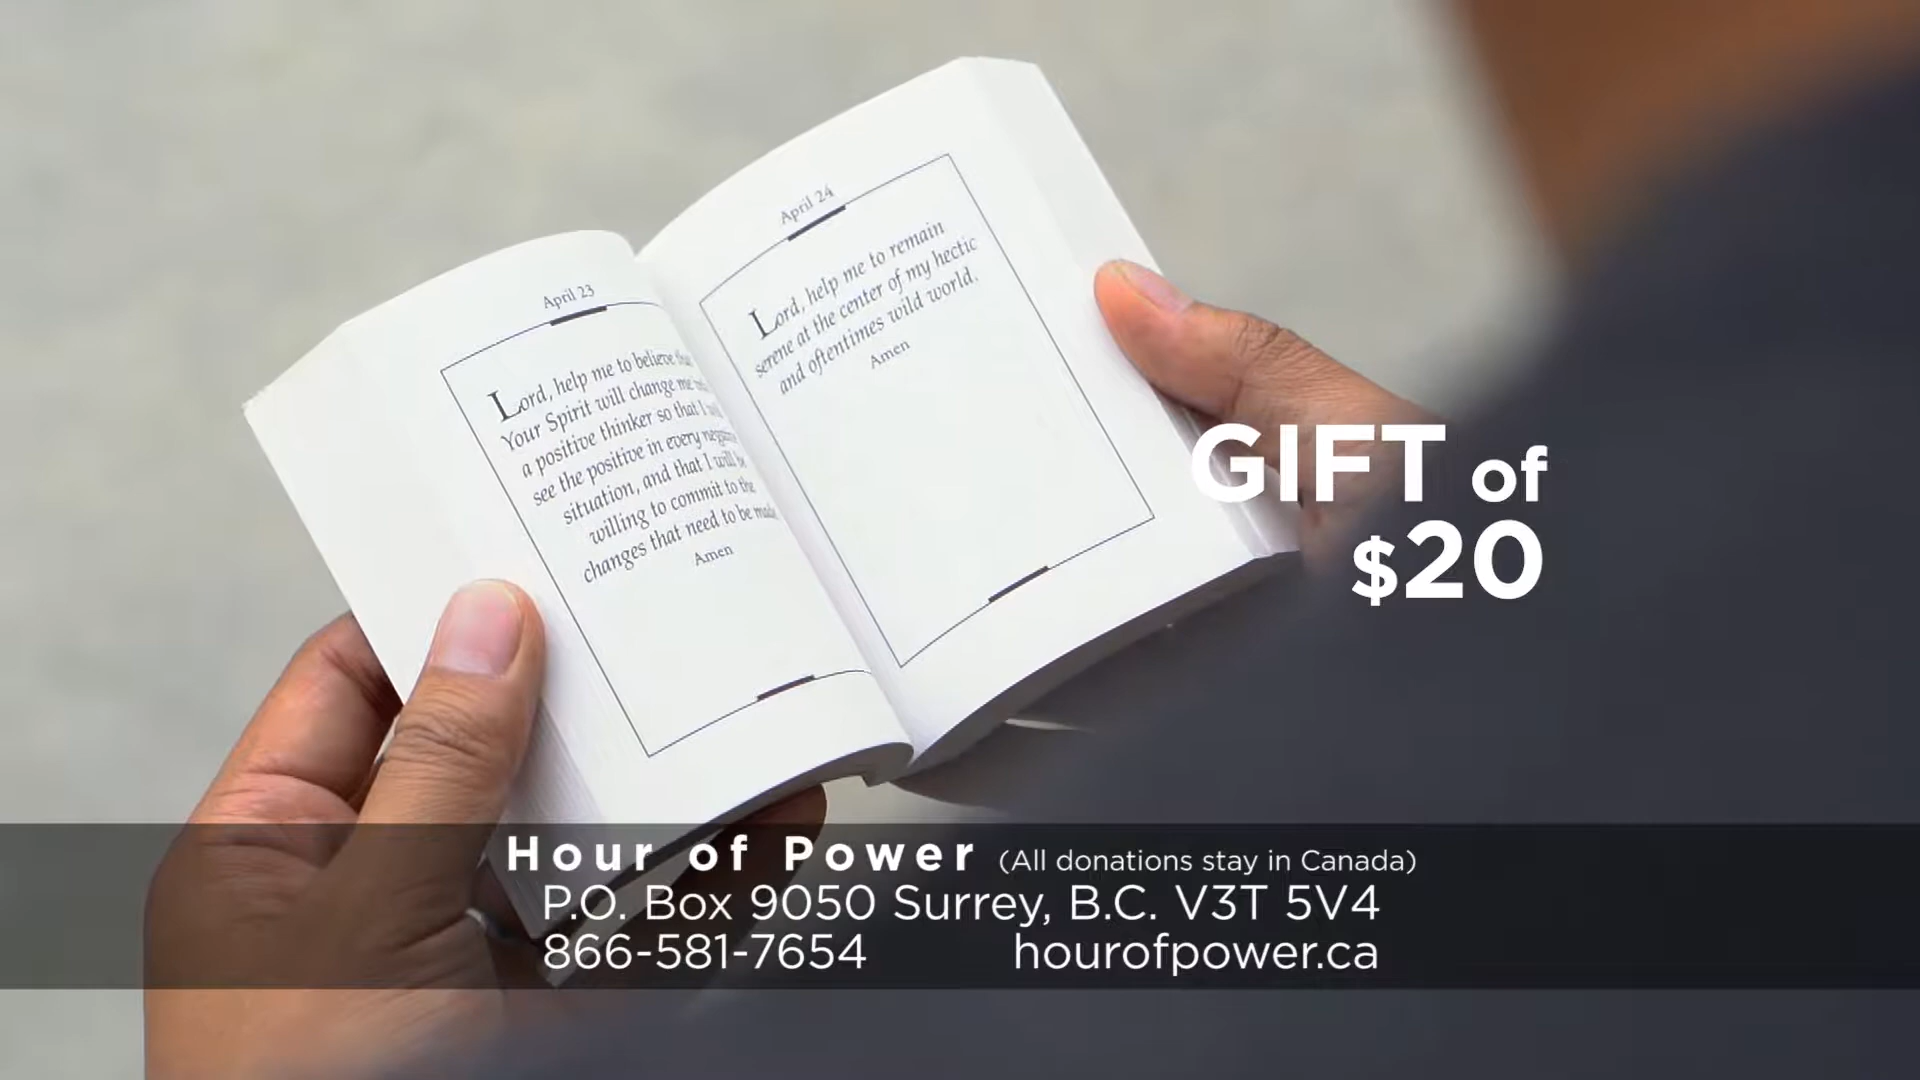 April 23
Lord, help me to believe
Your Spirit will change me
a positive thinker so that I
see the positive in every
situation, and that I will be
willing to commit to the
changes that need to be made.
Amen
April 24
Lord, help me to remain
serene at the center of my hectic
and oftentimes wild world.
Amen
GIFT of
$20
Hour of Power (All donations stay in Canada)
P.O. Box 9050 Surrey, B.C. V3T 5V4
866-581-7654 hourofpower.ca